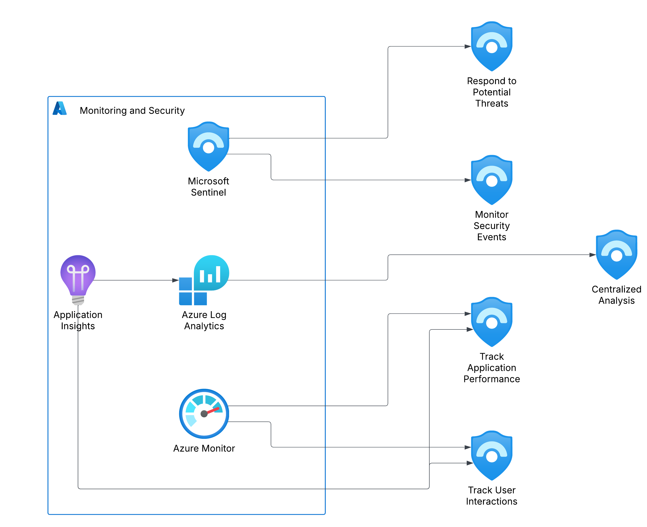 Respond to
Potential
Threats
Monitoring and Security
Microsoft
Sentinel
Monitor
Security
Events
Centralized
Analysis
Application
Insights
Azure Log
Analytics
Track
Application
Performance
Azure Monitor
Track User
Interactions